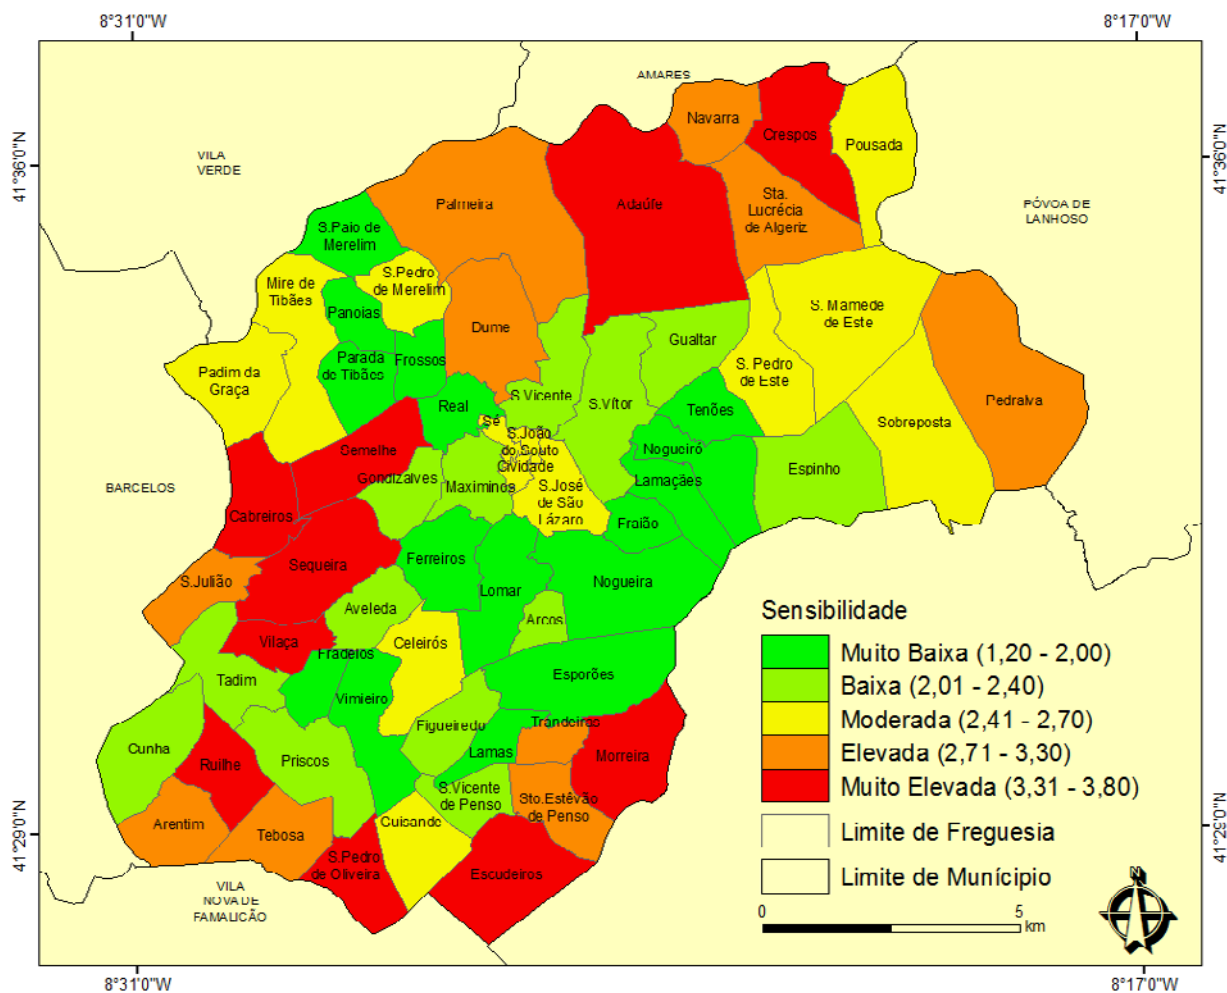 8°31'0"W
8°17'0"W
AMARES
Navarra
Crespos
Pousada
41°36'0"N
41°36'0"N
VILA
VERDE
Palmeira
Adaúfe
Sta.
Lucrécia
de Algeriz
PÓVOA DE
LANHOSO
S.Paio de
Merelim
S.Pedro
de Merelim
Mire de
Tibães
Panoias
Dume
S. Mamede
de Este
Gualtar
Parada
de Tibães
Frossos
Padim da
Graça
S. Pedro
de Este
Pedralva
S.Vicente
S.Vítor
Real
Tenões
Sé
Sobreposta
S.João
do Souto
Cividade
Semelhe
Nogueiró
Gondizalves
Maximinos
Lamaçães
Espinho
BARCELOS
S.José
de São
Lázaro
Cabreiros
Fraião
Sequeira
Ferreiros
S.Julião
Nogueira
Lomar
Aveleda
Arcos
Vilaça
Celeirós
Fradelos
Tadim
Vimieiro
Esporões
Figueiredo
Trandeiras
Cunha
Ruilhe
Priscos
Lamas
Morreira
S.Vicente
de Penso
Sto.Estêvão
de Penso
Arentim
Tebosa
Cuisande
S.Pedro
de Oliveira
Escudeiros
VILA
NOVA DE
FAMALICÃO
41°29'0"N
41°29'0"N
Sensibilidade
Muito Baixa (1,20 - 2,00)
Baixa (2,01 - 2,40)
Moderada (2,41 - 2,70)
Elevada (2,71 - 3,30)
Muito Elevada (3,31 - 3,80)
Limite de Freguesia
Limite de Munícipio
N
0
5
km
8°31'0"W
8°17'0"W